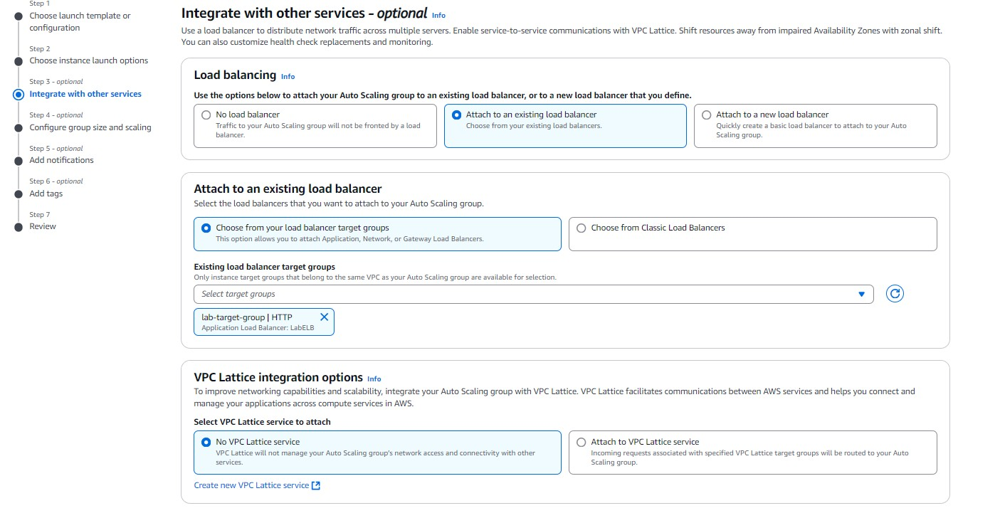 Step 1
Choose launch template or
configuration
Step 2
Choose instance launch options
Step 3 - optional
Integrate with other services
Step 4 - optional
Configure group size and scaling
Step 5 - optional
Add notifications
Step 6 - optional
Add tags
Step 7
Review
Integrate with other services - optional Info
Use a load balancer to distribute network traffic across multiple servers. Enable service-to-service communications with VPC Lattice. Shift resources away from impaired Availability Zones with zonal shift.
You can also customize health check replacements and monitoring.
Load balancing Info
Use the options below to attach your Auto Scaling group to an existing load balancer, or to a new load balancer that you define.
No load balancer
Traffic to your Auto Scaling group will not be fronted by a load
balancer.
Attach to an existing load balancer
Choose from your existing load balancers.
Attach to a new load balancer
Quickly create a basic load balancer to attach to your Auto
Scaling group.
Attach to an existing load balancer
Select the load balancers that you want to attach to your Auto Scaling group.
Choose from your load balancer target groups
This option allows you to attach Application, Network, or Gateway Load Balancers.
Choose from Classic Load Balancers
Existing load balancer target groups
Only instance target groups that belong to the same VPC as your Auto Scaling group are available for selection.
Select target groups
lab-target-group | HTTP
Application Load Balancer: LabELB
VPC Lattice integration options Info
To improve networking capabilities and scalability, integrate your Auto Scaling group with VPC Lattice. VPC Lattice facilitates communications between AWS services and helps you connect and
manage your applications across compute services in AWS.
Select VPC Lattice service to attach
No VPC Lattice service
VPC Lattice will not manage your Auto Scaling group's network access and connectivity with other
services.
Attach to VPC Lattice service
Incoming requests associated with specified VPC Lattice target groups will be routed to your Auto
Scaling group.
Create new VPC Lattice service